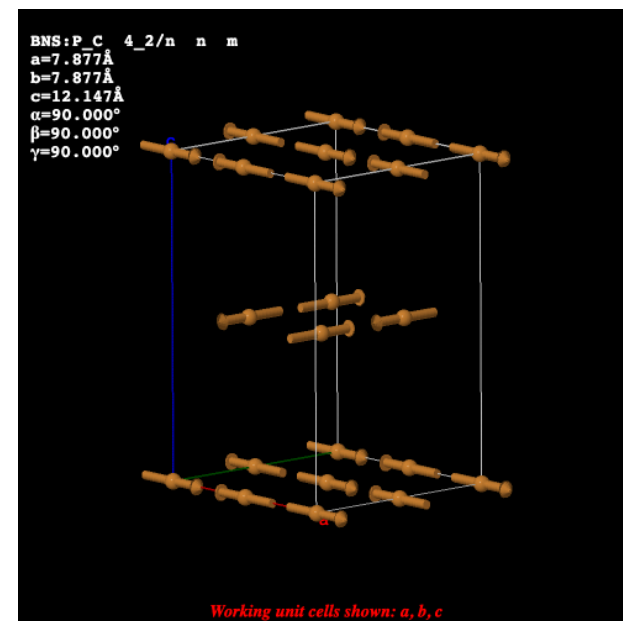 BNS:P_C 4_2/n n m
a=7.877Å
b=7.877Å
c=12.147Å
α=90.000°
β=90.000°
γ=90.000°
c
a
Working unit cells shown: a, b, c